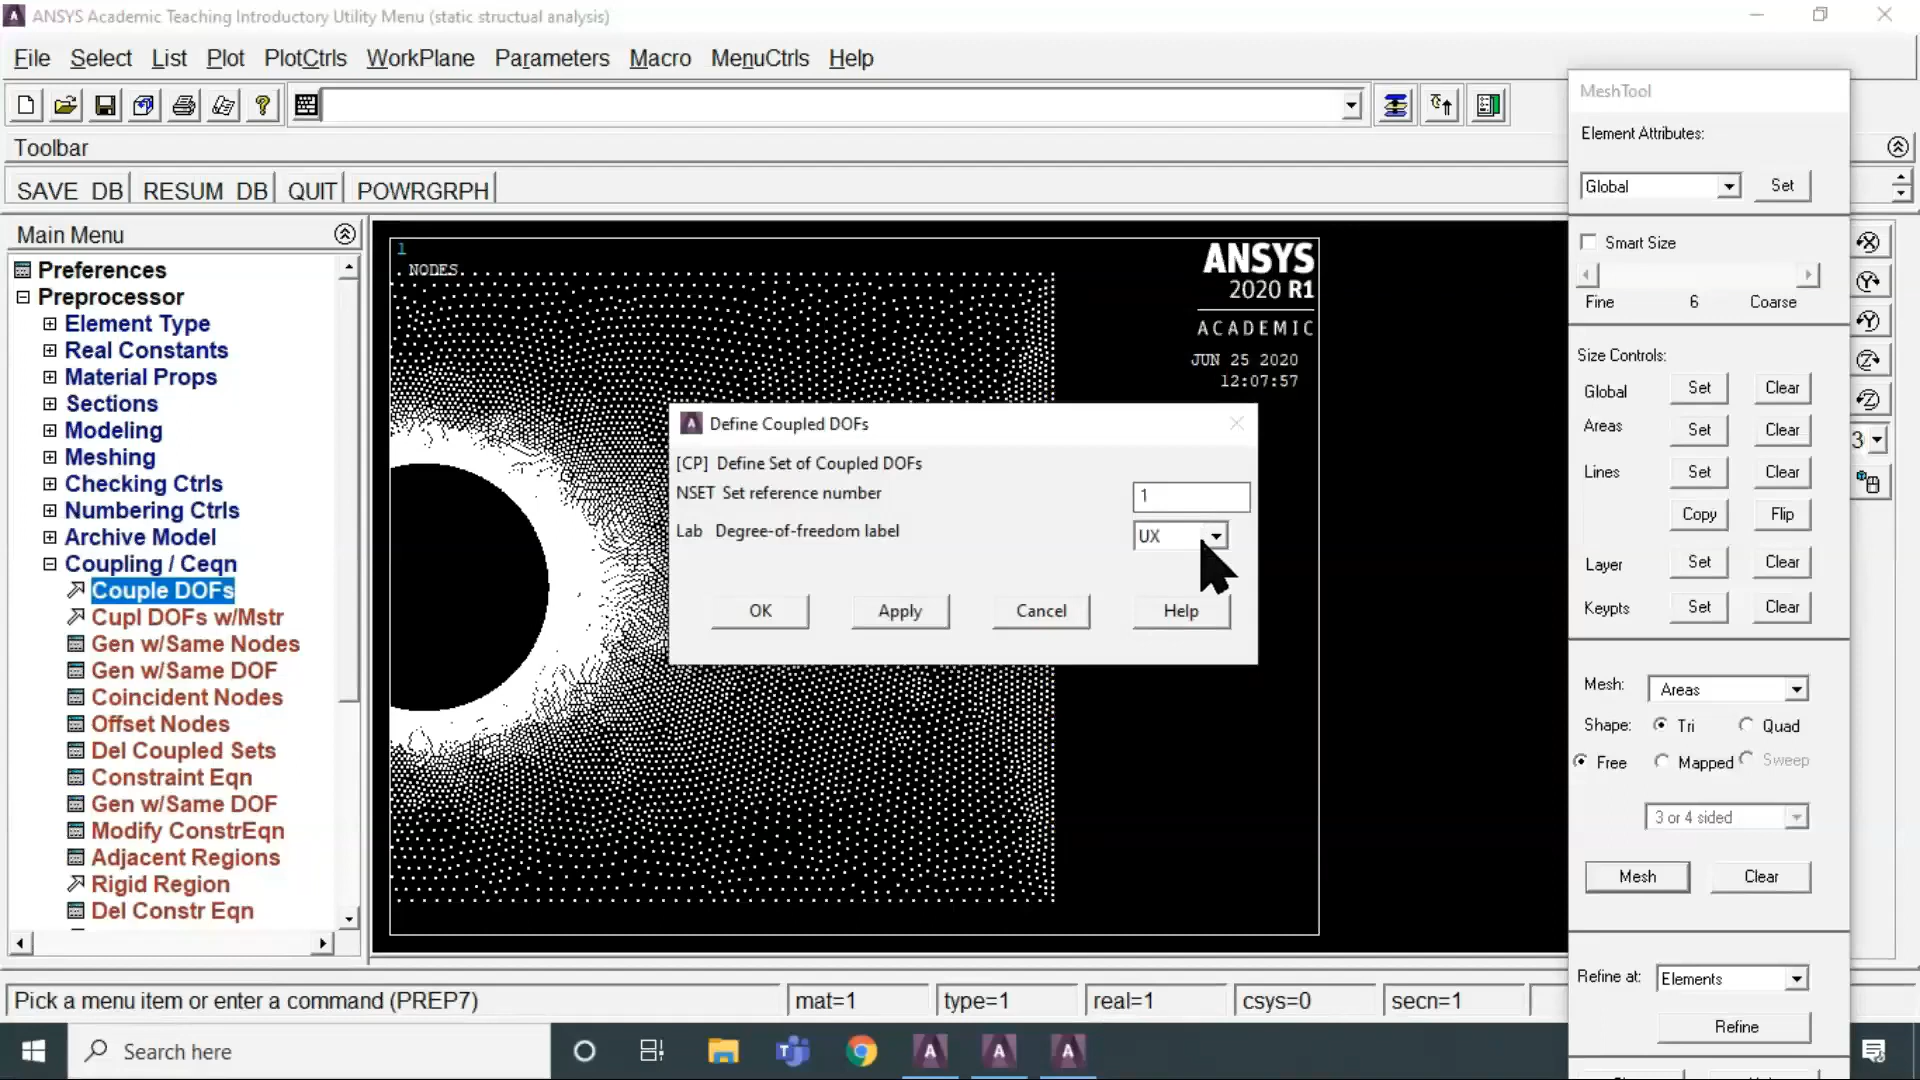 ANSYS Academic Teaching Introductory Utility Menu (static structual analysis)
File Select List Plot PlotCtrls WorkPlane Parameters Macro MenuCtrls Help
Toolbar
SAVE_DB RESUM_DB QUIT POWRGRPH
Main Menu
Preferences
Preprocessor
Element Type
Real Constants
Material Props
Sections
Modeling
Meshing
Checking Ctrls
Numbering Ctrls
Archive Model
Coupling / Ceqn
Couple DOFs
Cupl DOFs w/Mstr
Gen w/Same Nodes
Gen w/Same DOF
Coincident Nodes
Offset Nodes
Del Coupled Sets
Constraint Eqn
Gen w/Same DOF
Modify ConstrEqn
Adjacent Regions
Rigid Region
Del Constr Eqn
1
NODES
ANSYS
2020 R1
ACADEMIC
JUN 25 2020
12:07:57
Define Coupled DOFs
[CP] Define Set of Coupled DOFs
NSET Set reference number 1
Lab Degree-of-freedom label UX
OK Apply Cancel Help
MeshTool
Element Attributes:
Global Set
Smart Size
Fine 6 Coarse
Size Controls:
Global Set Clear
Areas Set Clear
Lines Set Clear
Copy Flip
Layer Set Clear
Keypts Set Clear
Mesh: Areas
Shape: Tri Quad
Free Mapped Sweep
3 or 4 sided
Mesh Clear
Refine at: Elements
Refine
3
Pick a menu item or enter a command (PREP7) mat=1 type=1 real=1 csys=0 secn=1
Search here